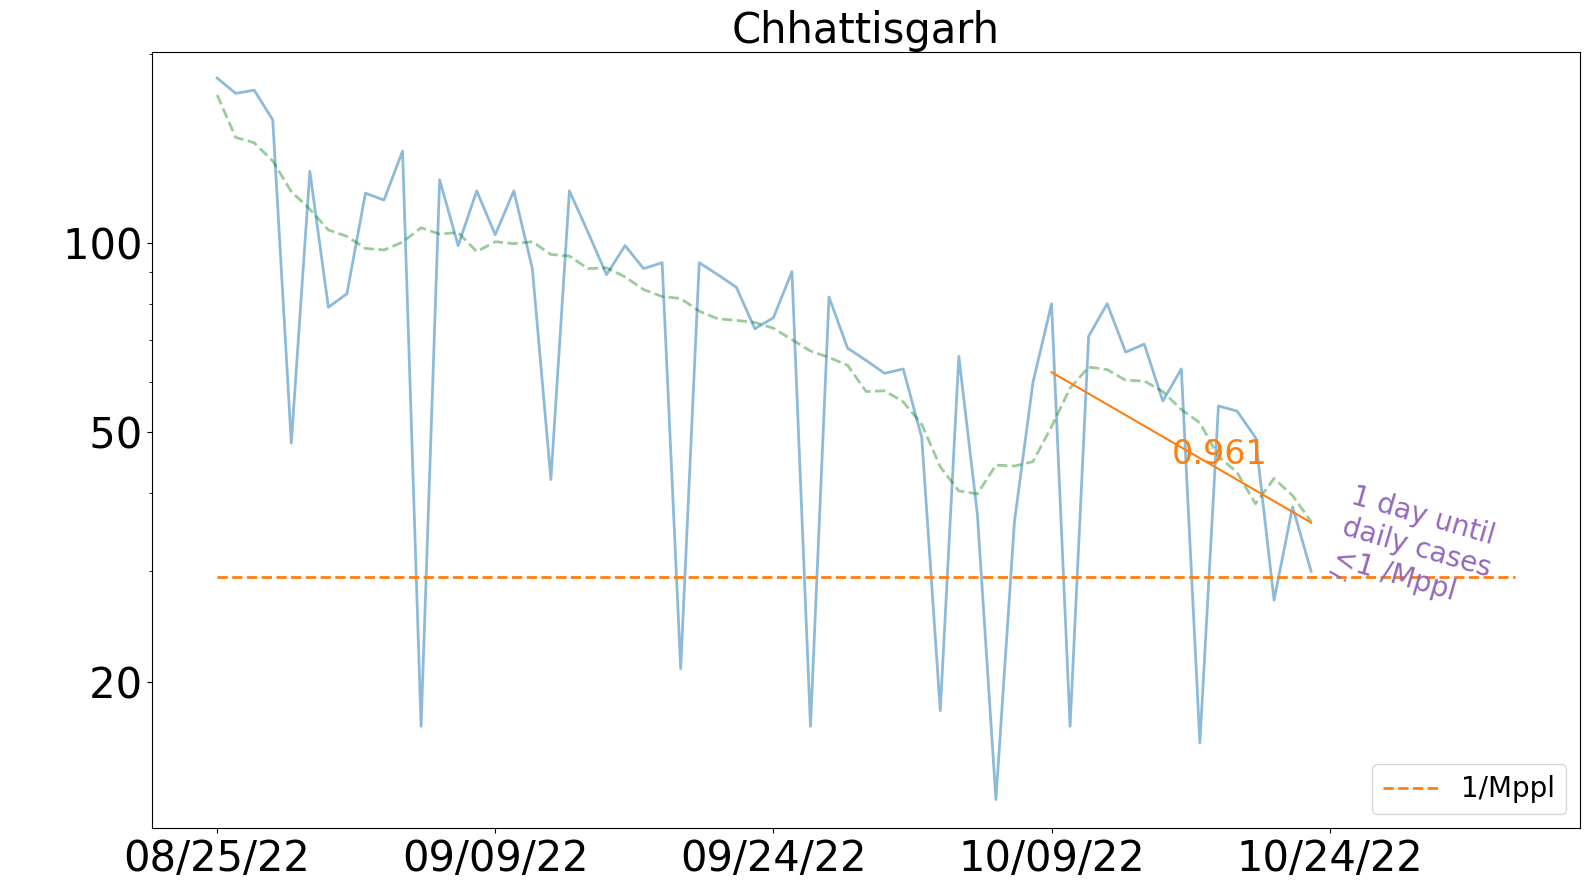 Chhattisgarh
100
50
20
0.961
1 day until
daily cases
<1 /Mppl
1/Mppl
08/25/22 09/09/22 09/24/22 10/09/22 10/24/22